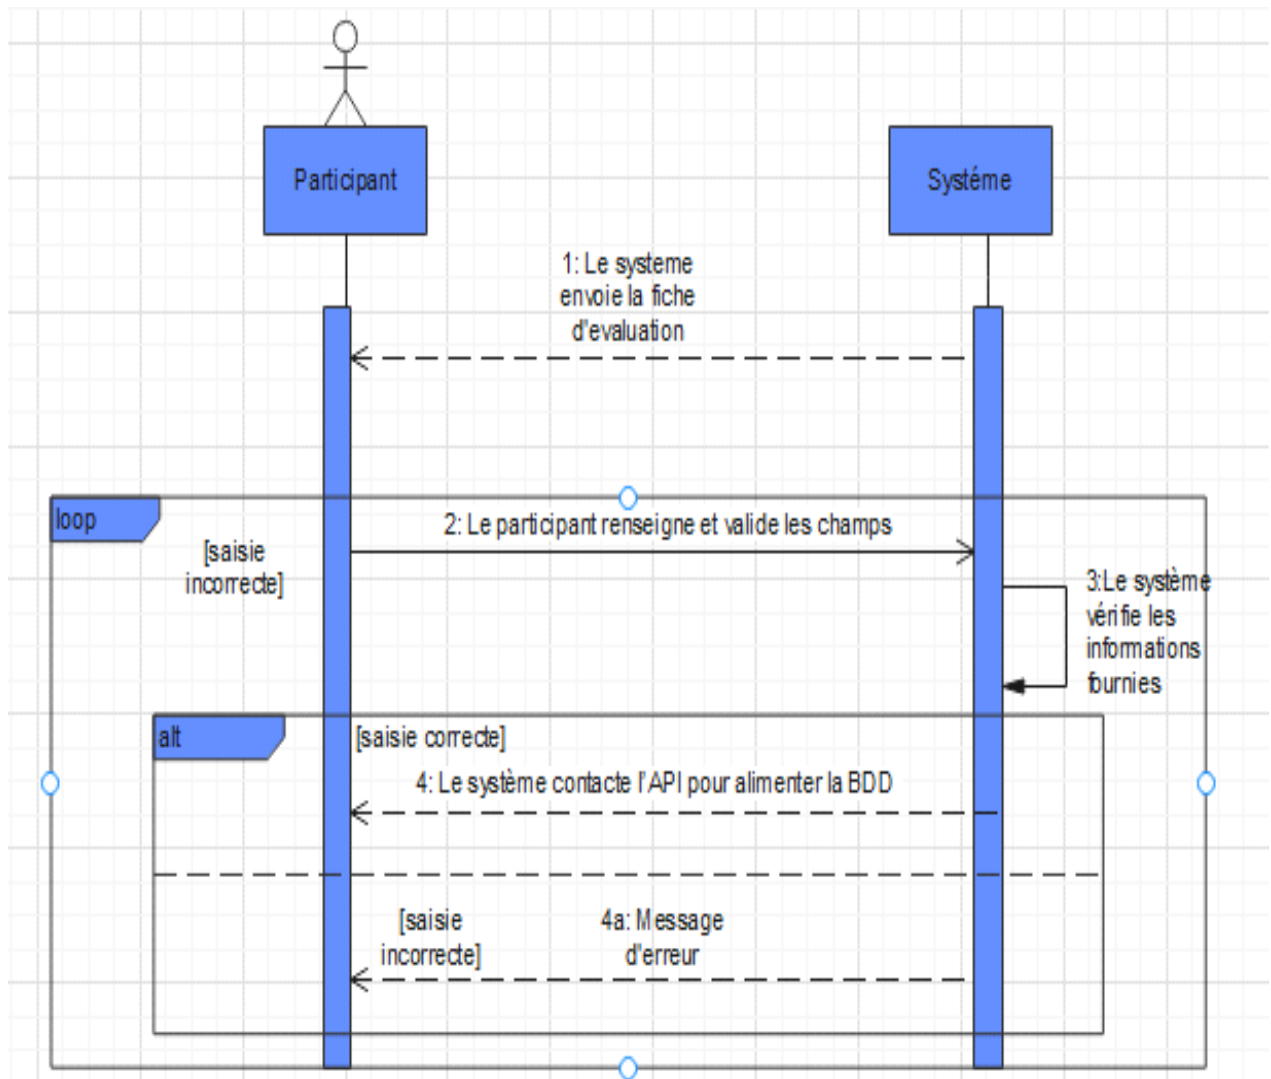 Participant
Systéme
1: Le systeme
envoie la fiche
d'evaluation
loop
2: Le participant renseigne et valide les champs
[saisie
incorrecte]
3:Le système
vérifie les
informations
fournies
alt
[saisie correcte]
4: Le système contacte l'API pour alimenter la BDD
[saisie
incorrecte]
4a: Message
d'erreur